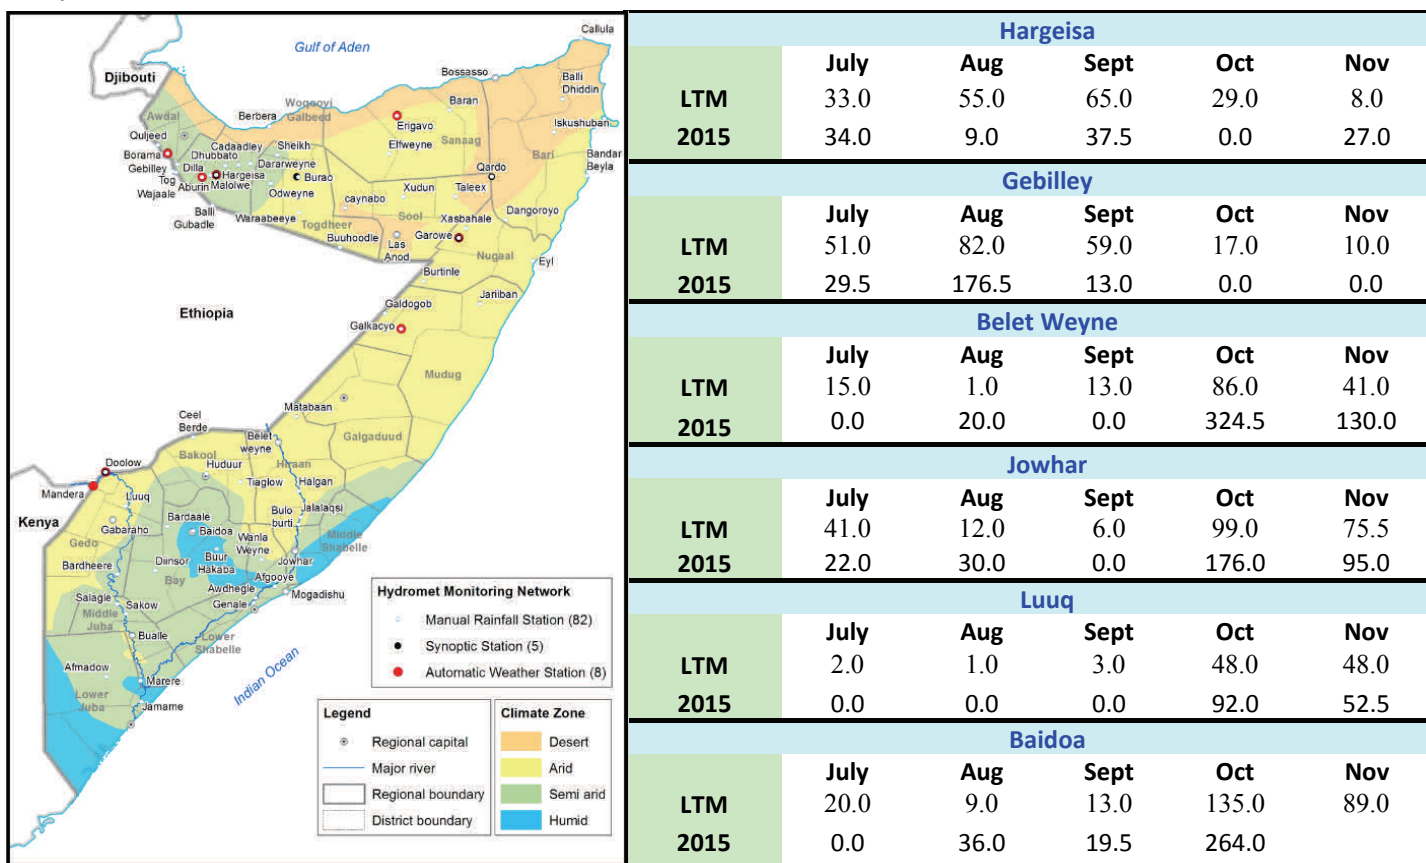 Gulf of Aden
Callula
Djibouti
Bossasso
Balli
Dhiddin
Awdal
Woqooyi
Galbeed
Berbera
Baran
Erigavo
Iskushuban
Quljeed
Cadaadley
Sheikh
Elfweyne
Sanaag
Bari
Bandar
Beyla
Borama
Dhubbato
Gebilley
Dilla
Hargeisa
Dararweyne
Qardo
Tog
Wajaale
Aburin
Malolwe
Burao
Odweyne
Xudun
Taleex
caynabo
Balli
Gubadle
Waraabeeye
Togdheer
Sool
Xasbahale
Dangoroyo
Buuhoodle
Las
Anod
Garowe
Nugaal
Eyl
Burtinle
Jariiban
Ethiopia
Galdogob
Galkacyo
Mudug
Matabaan
Ceel
Berde
Belet
weyne
Galgaduud
Bakool
Doolow
Huduur
Hiraan
Mandera
Tiaglow
Halgan
Luuq
Kenya
Bardaale
Bulo
burti
Jalalaqsi
Gabaraho
Baidoa
Wanla
Weyne
Middle
Shabelle
Gedo
Bardheere
Diinsor
Buur
Hakaba
Jowhar
Bay
Afgooye
Awdhegle
Mogadishu
Salagle
Sakow
Genale
Middle
Juba
Bualle
Lower
Shabelle
Afmadow
Marere
Indian Ocean
Lower
Juba
Jamame
Hydromet Monitoring Network
Manual Rainfall Station (82)
Synoptic Station (5)
Automatic Weather Station (8)
Legend
Regional capital
Major river
Regional boundary
District boundary
Climate Zone
Desert
Arid
Semi arid
Humid
Hargeisa
July Aug Sept Oct Nov
LTM 33.0 55.0 65.0 29.0 8.0
2015 34.0 9.0 37.5 0.0 27.0
Gebilley
July Aug Sept Oct Nov
LTM 51.0 82.0 59.0 17.0 10.0
2015 29.5 176.5 13.0 0.0 0.0
Belet Weyne
July Aug Sept Oct Nov
LTM 15.0 1.0 13.0 86.0 41.0
2015 0.0 20.0 0.0 324.5 130.0
Jowhar
July Aug Sept Oct Nov
LTM 41.0 12.0 6.0 99.0 75.5
2015 22.0 30.0 0.0 176.0 95.0
Luuq
July Aug Sept Oct Nov
LTM 2.0 1.0 3.0 48.0 48.0
2015 0.0 0.0 0.0 92.0 52.5
Baidoa
July Aug Sept Oct Nov
LTM 20.0 9.0 13.0 135.0 89.0
2015 0.0 36.0 19.5 264.0